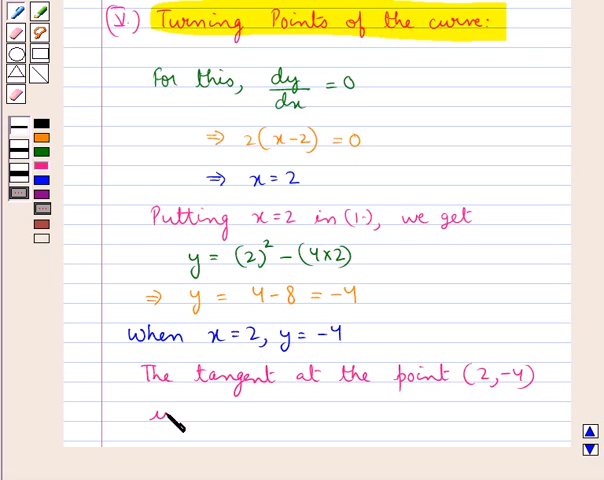 (V.) Turning Points of the curve:
For this, dy/dx = 0
⇒ 2(x-2) = 0
⇒ x = 2
Putting x=2 in (1.), we get
y = (2)² - (4×2)
⇒ y = 4-8 = -4
When x = 2, y = -4
The tangent at the point (2,-4)